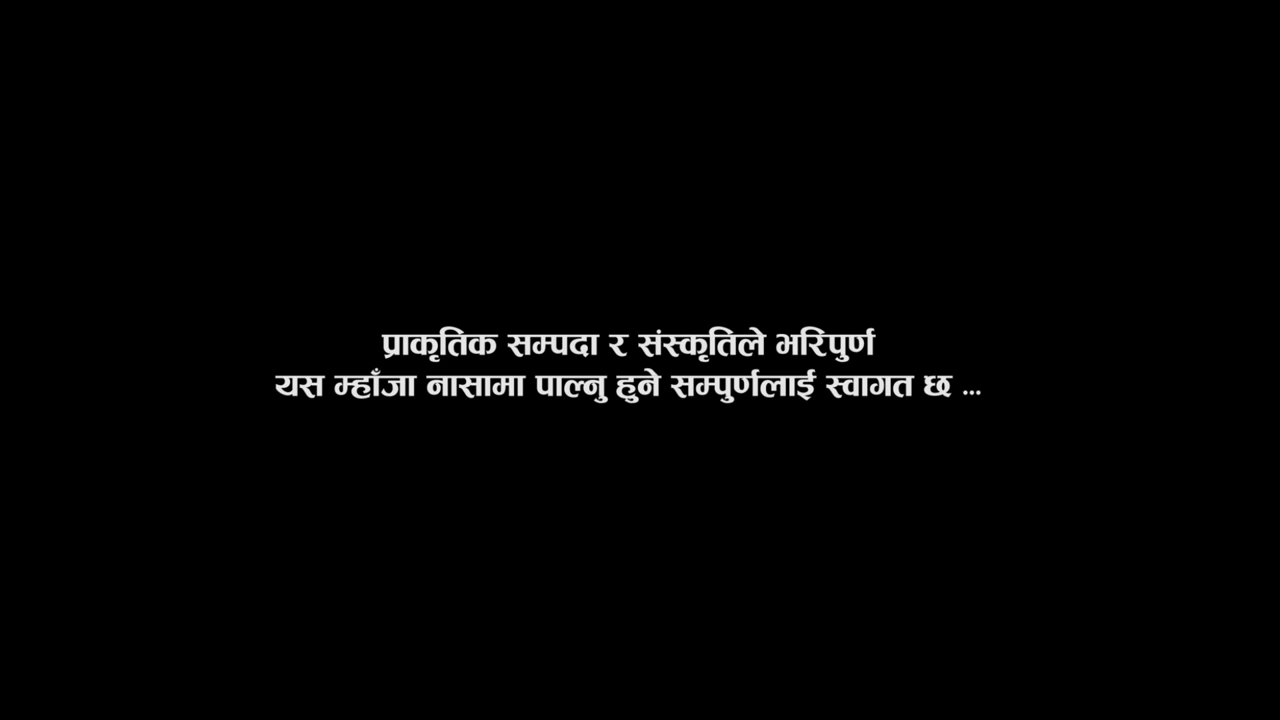 प्राकृतिक सम्पदा र संस्कृतिले भरिपुर्ण
यस म्हाँजा नासामा पाल्नु हुने सम्पुर्णलाई स्वागत छ ...